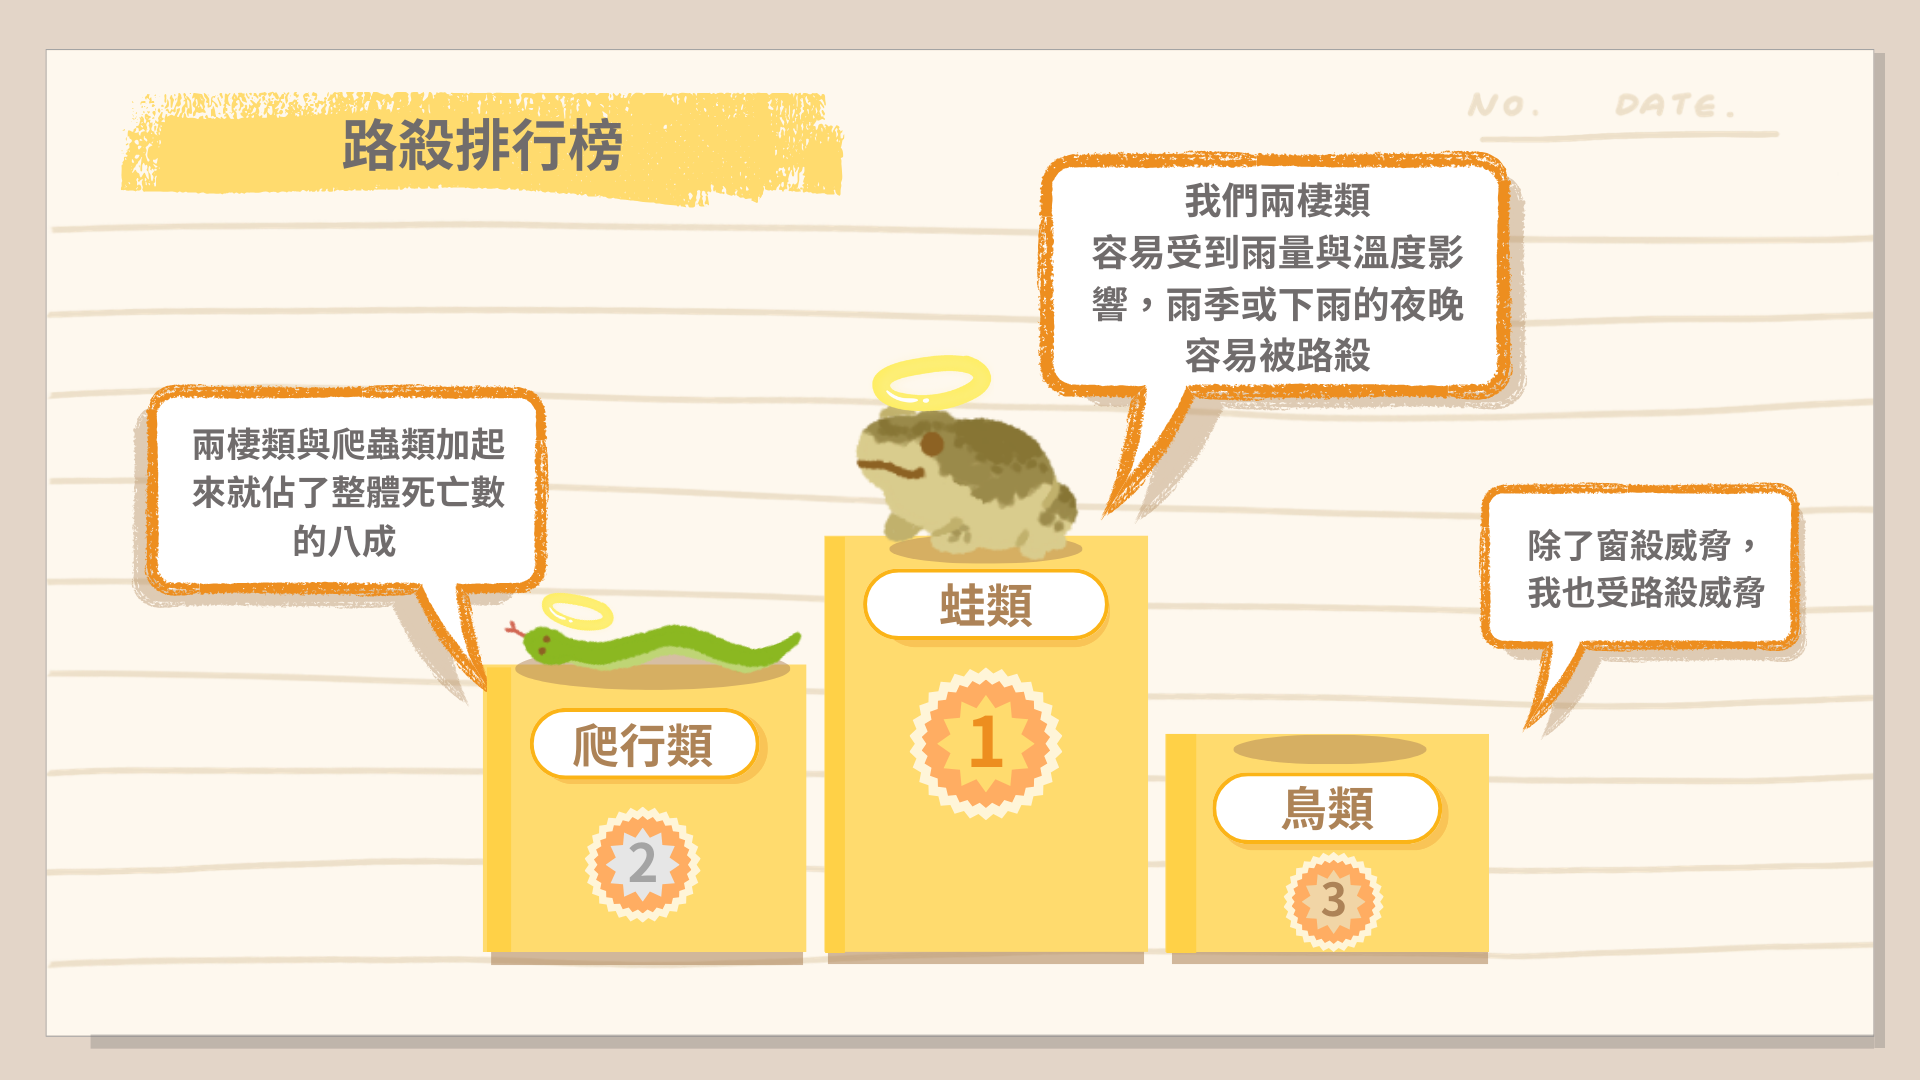 路殺排行榜
NO. DATE.
我們兩棲類
容易受到雨量與溫度影
響，雨季或下雨的夜晚
容易被路殺
兩棲類與爬蟲類加起
來就佔了整體死亡數
的八成
除了窗殺威脅，
我也受路殺威脅
蛙類
1
爬行類
2
鳥類
3